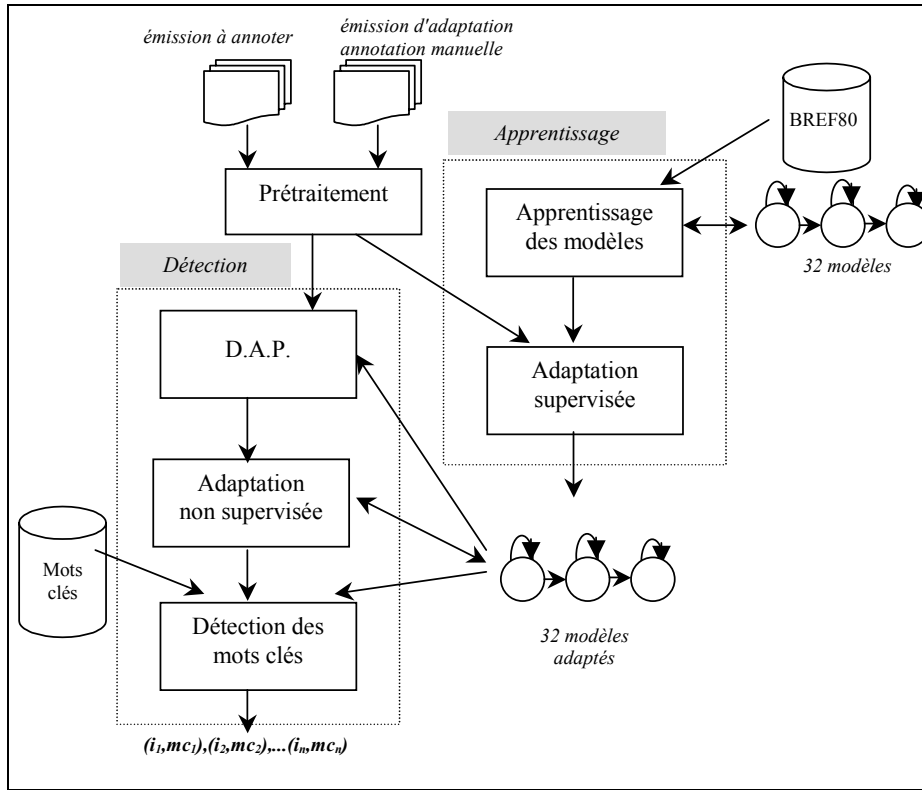 émission à annoter
émission d'adaptation
annotation manuelle
BREF80
Apprentissage
Prétraitement
Apprentissage
des modèles
32 modèles
Détection
D.A.P.
Adaptation
supervisée
Adaptation
non supervisée
Mots
clés
Détection des
mots clés
32 modèles
adaptés
(i₁,mc₁),(i₂,mc₂),...(iₙ,mcₙ)